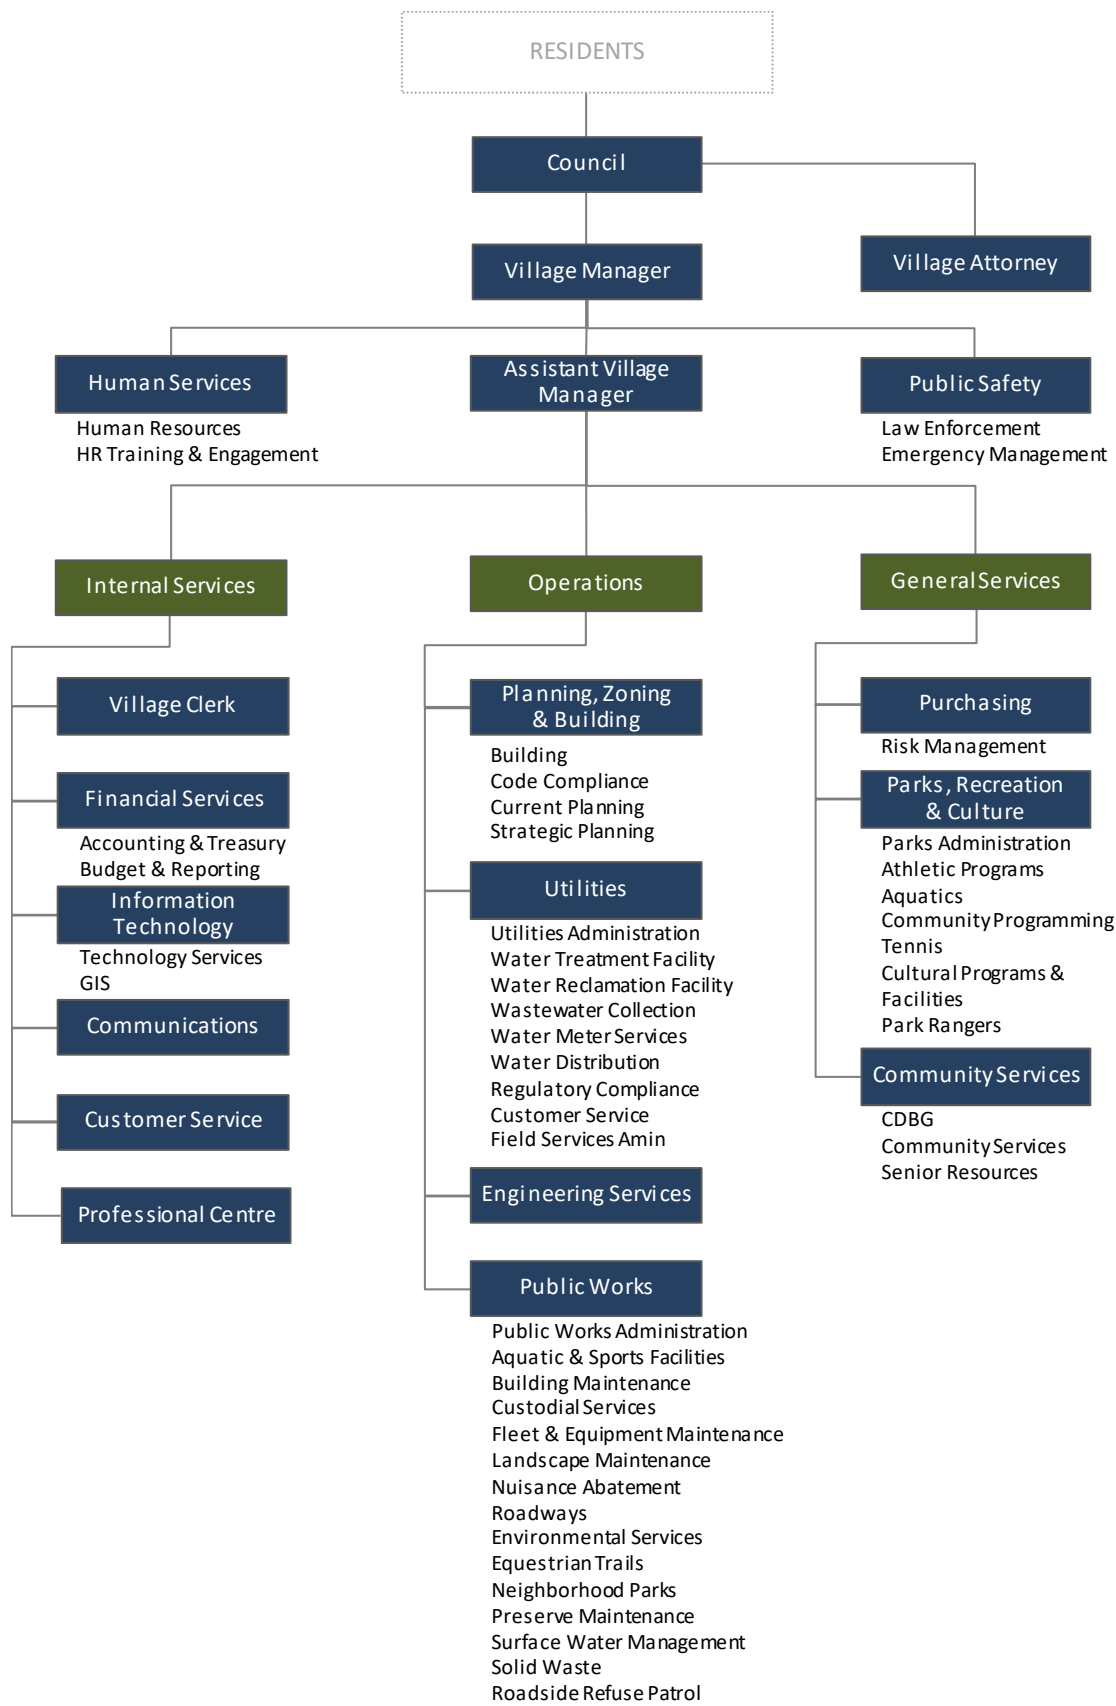 RESIDENTS
Council
Village Manager
Village Attorney
Human Services
Human Resources
HR Training & Engagement
Assistant Village
Manager
Public Safety
Law Enforcement
Emergency Management
Internal Services
Village Clerk
Financial Services
Accounting & Treasury
Budget & Reporting
Information
Technology
Technology Services
GIS
Communications
Customer Service
Professional Centre
Operations
Planning, Zoning
& Building
Building
Code Compliance
Current Planning
Strategic Planning
Utilities
Utilities Administration
Water Treatment Facility
Water Reclamation Facility
Wastewater Collection
Water Meter Services
Water Distribution
Regulatory Compliance
Customer Service
Field Services Amin
Engineering Services
Public Works
Public Works Administration
Aquatic & Sports Facilities
Building Maintenance
Custodial Services
Fleet & Equipment Maintenance
Landscape Maintenance
Nuisance Abatement
Roadways
Environmental Services
Equestrian Trails
Neighborhood Parks
Preserve Maintenance
Surface Water Management
Solid Waste
Roadside Refuse Patrol
General Services
Purchasing
Risk Management
Parks, Recreation
& Culture
Parks Administration
Athletic Programs
Aquatics
Community Programming
Tennis
Cultural Programs &
Facilities
Park Rangers
Community Services
CDBG
Community Services
Senior Resources